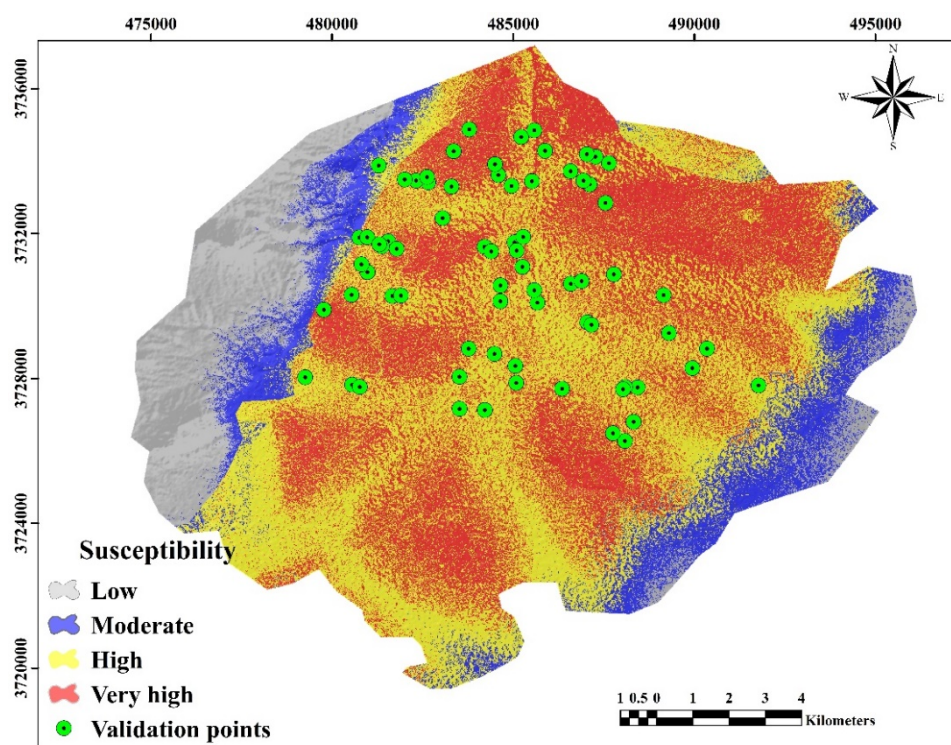 475000 480000 485000 490000 495000
N
W E
S
3736000
3732000
3728000
3724000
3720000
Susceptibility
Low
Moderate
High
Very high
Validation points
1 0.5 0 1 2 3 4
Kilometers